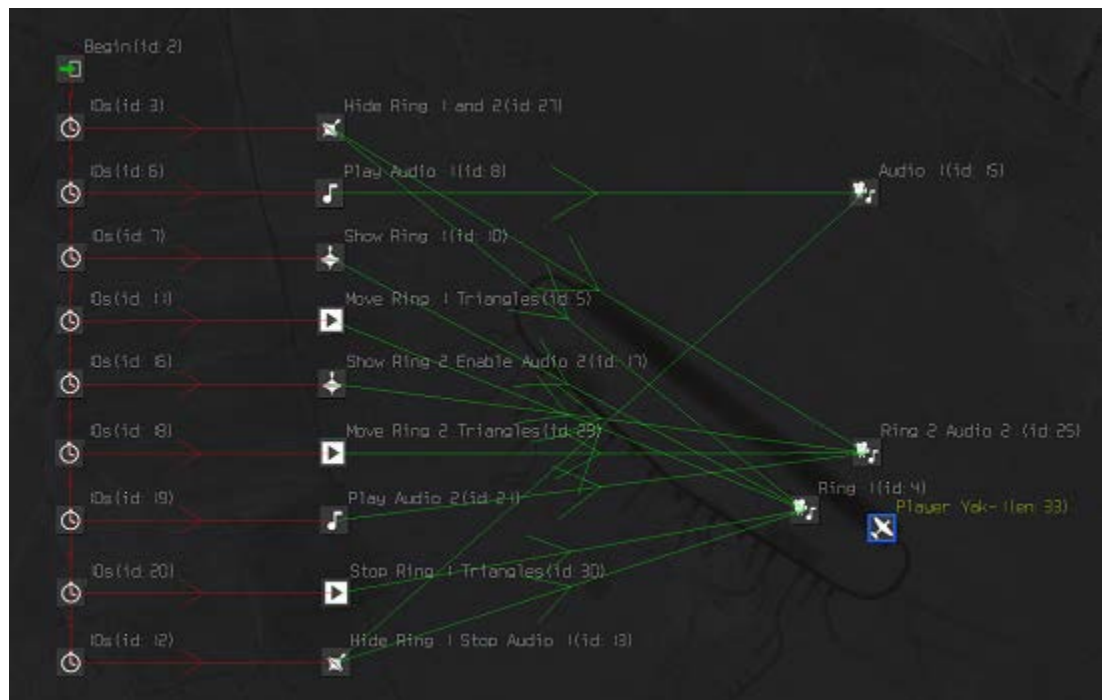 Begin(id: 2)
10s(id: 3)
Hide Ring 1 and 2(id: 27)
10s(id: 6)
Play Audio 1(id: 8)
Audio 1(id: 15)
10s(id: 7)
Show Ring 1(id: 10)
10s(id: 11)
Move Ring 1 Triangles(id: 5)
10s(id: 16)
Show Ring 2 Enable Audio 2(id: 17)
10s(id: 18)
Move Ring 2 Triangles(id: 29)
Ring 2 Audio 2 (id: 25)
10s(id: 19)
Play Audio 2(id: 24)
Ring 1(id: 4)
Player Yak-1(en: 33)
10s(id: 20)
Stop Ring 1 Triangles(id: 30)
10s(id: 12)
Hide Ring 1 Stop Audio 1(id: 13)